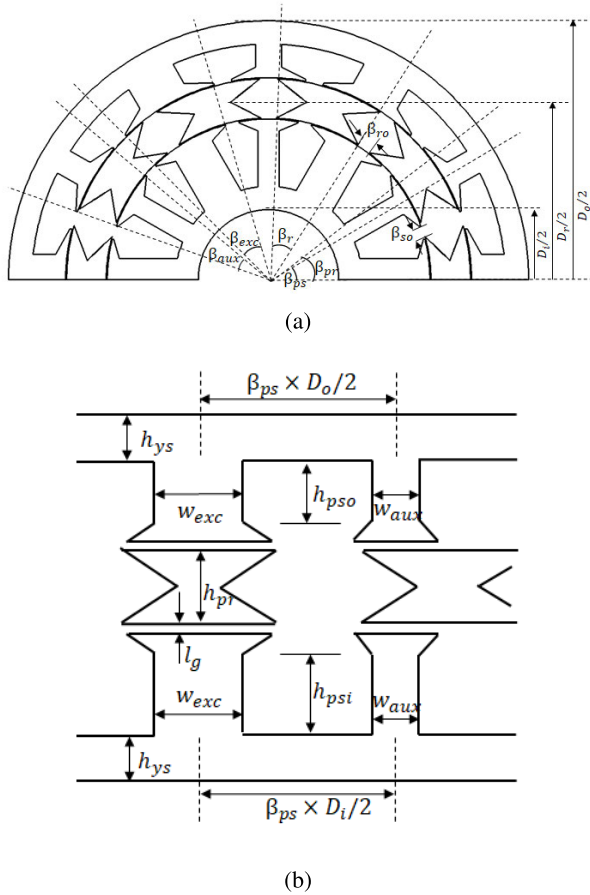 β_ro
β_exc
β_r
β_so
β_aux
β_pr
β_ps
D_i/2
D_r/2
D_o/2
(a)
β_ps × D_o/2
h_ys
w_exc
h_pso
w_aux
h_pr
l_g
w_exc
h_psi
w_aux
h_ys
β_ps × D_i/2
(b)